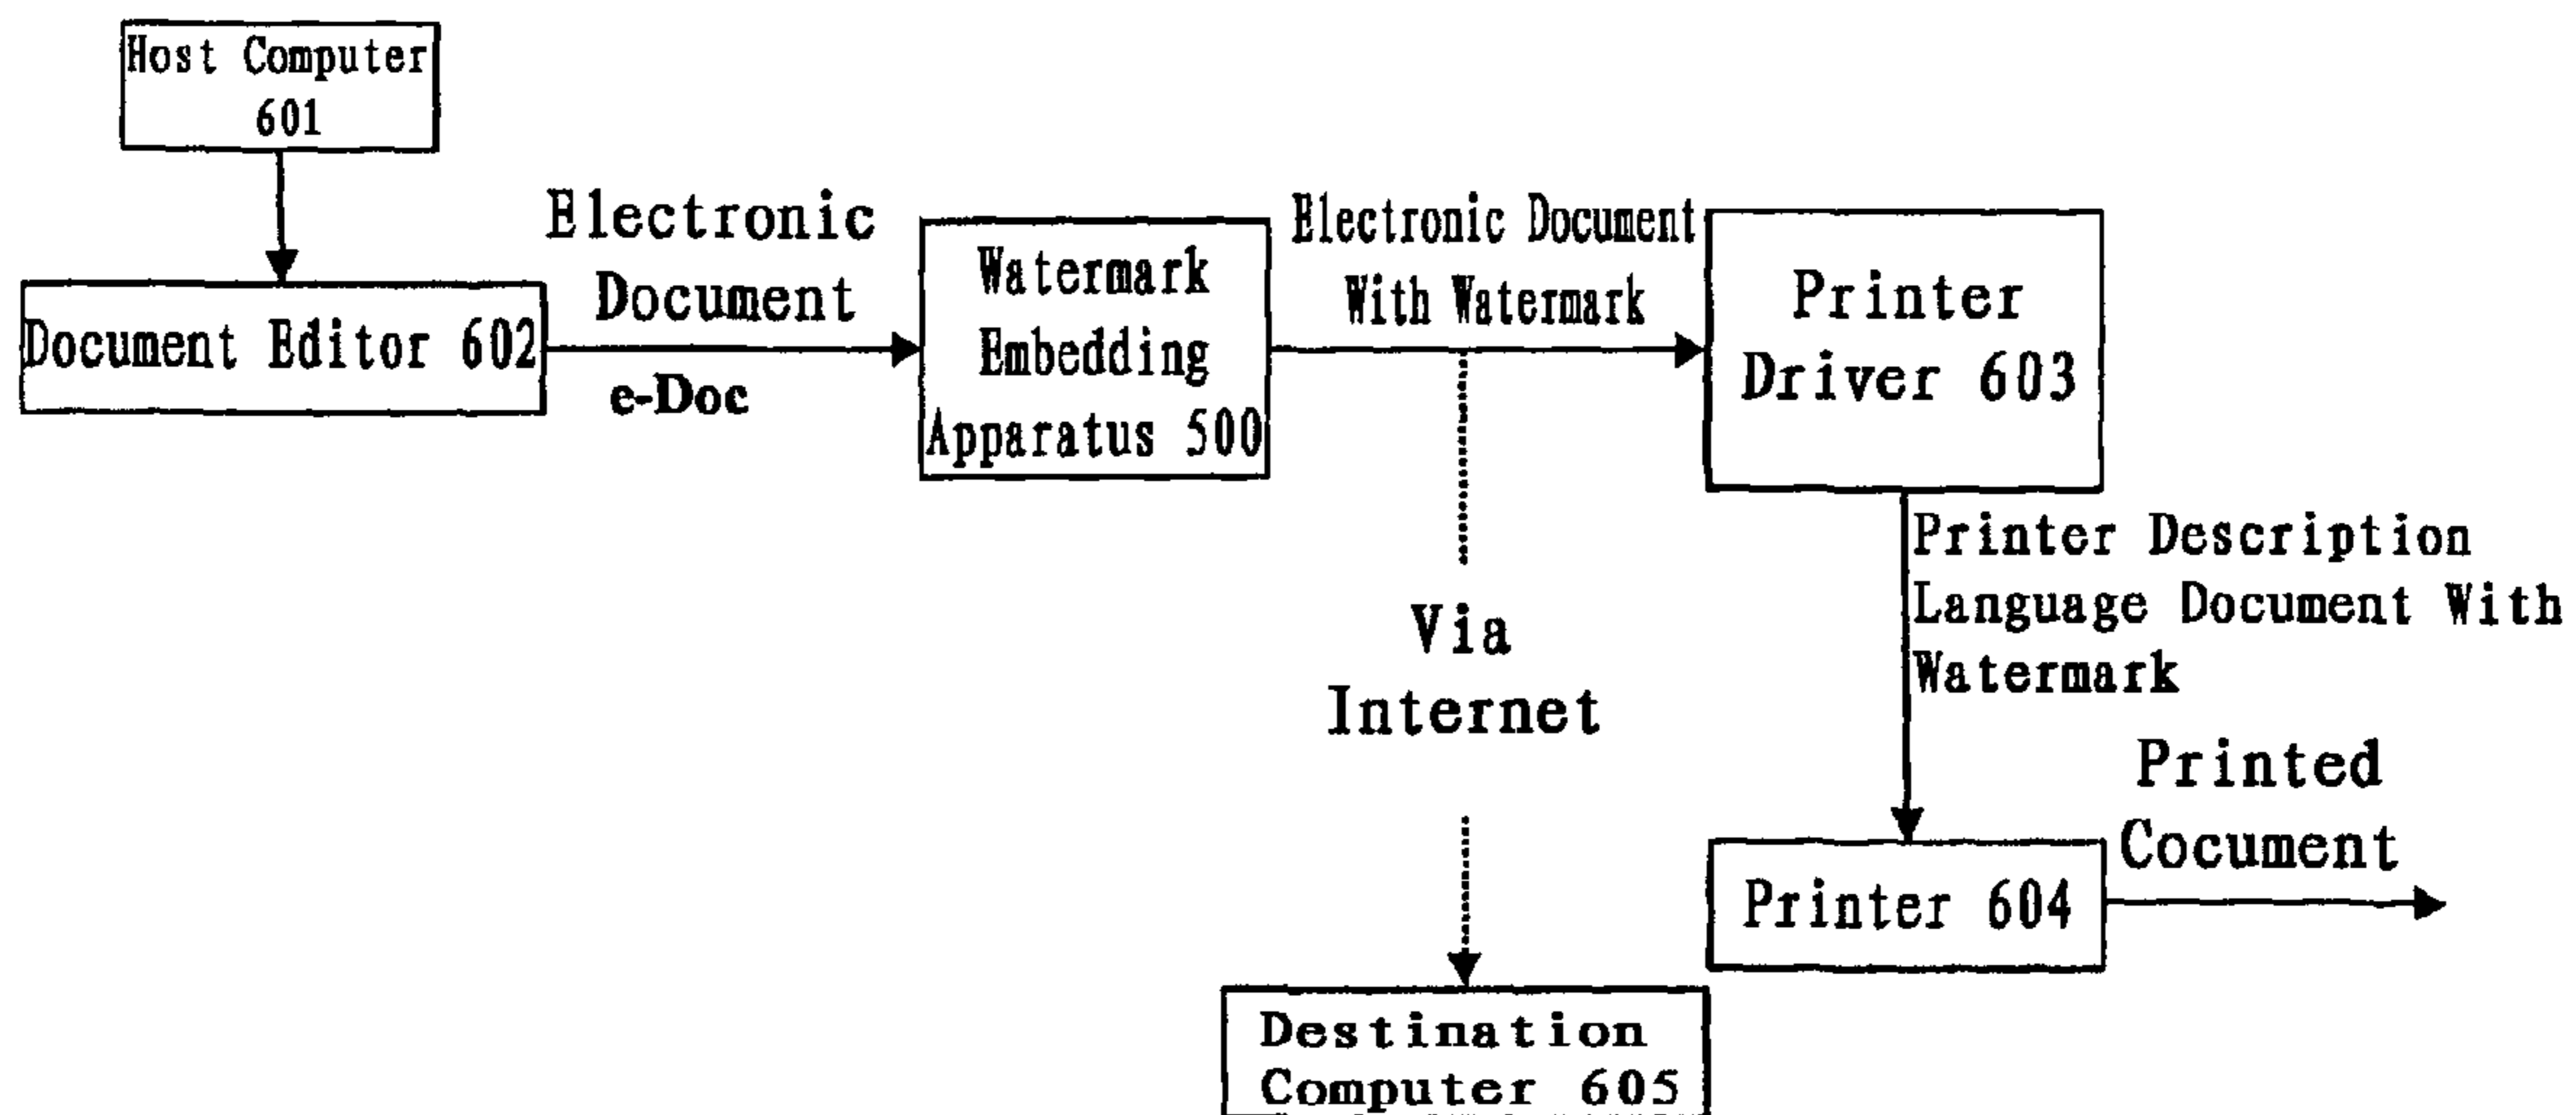 Host Computer
601
Document Editor 602
Electronic
Document
e-Doc
Watermark
Embedding
Apparatus 500
Electronic Document
With Watermark
Printer
Driver 603
Via
Internet
Destination
Computer 605
Printer Description
Language Document With
Watermark
Printer 604
Printed
Cocument